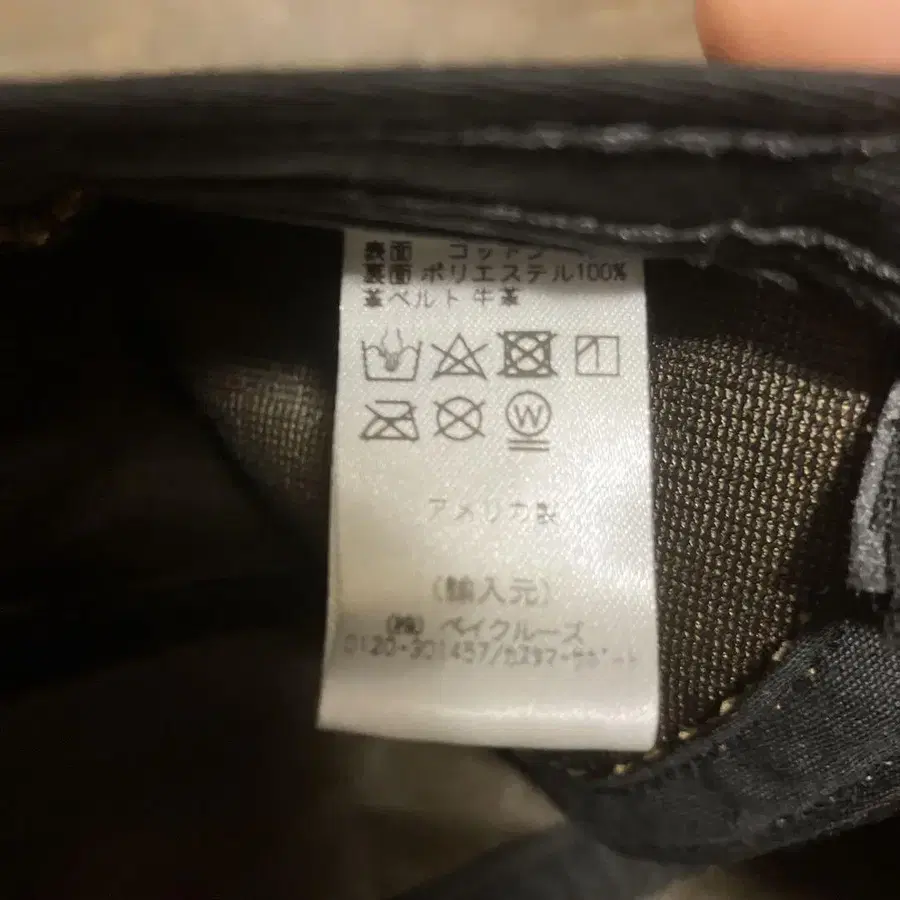 表面 コットン
裏面 ポリエステル100%
革ベルト 牛革
W
アメリカ製
(輸入元)
(株) ベイクルーズ
0120-301457/カスタマーサポート